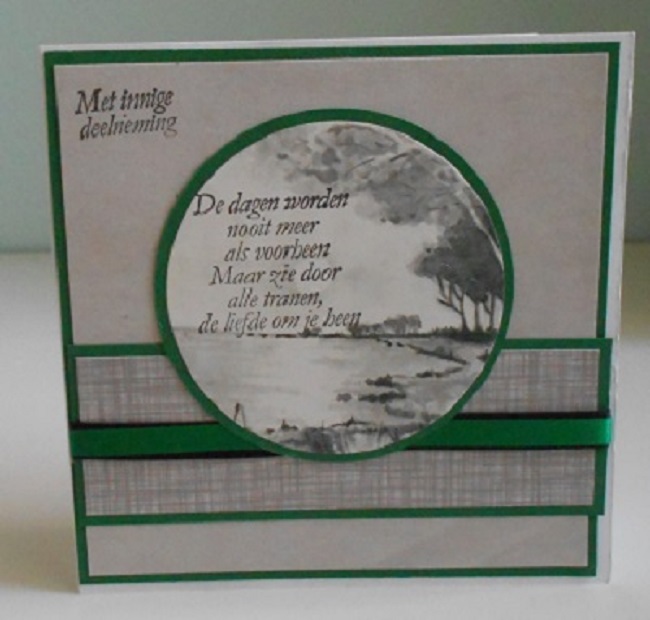 Met innige
deelneming
De dagen worden
nooit meer
als voorheen
Maar zie door
alle tranen,
de liefde om je heen